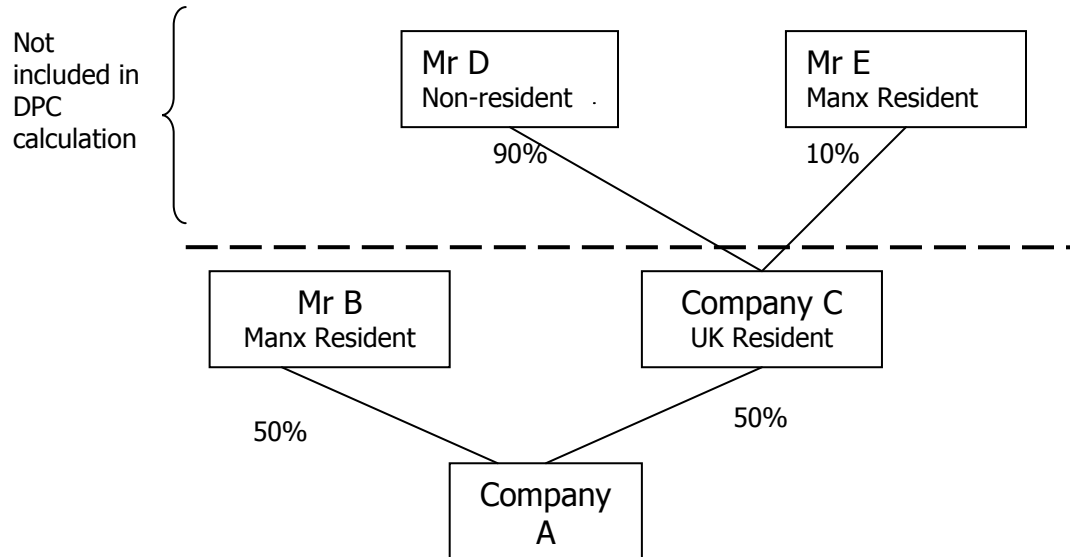 Not
included in
DPC
calculation
Mr D
Non-resident .
Mr E
Manx Resident
90%
10%
Mr B
Manx Resident
Company C
UK Resident
50%
50%
Company
A